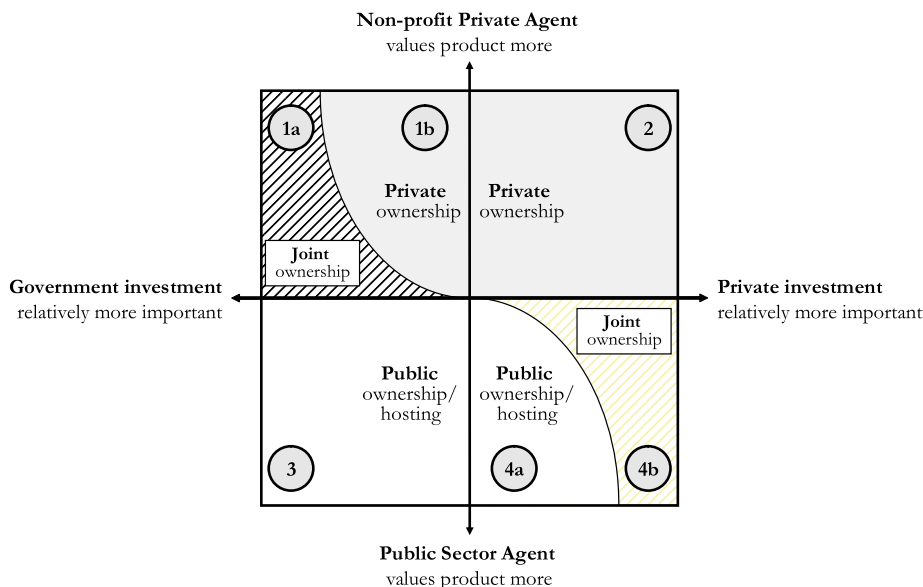 Non-profit Private Agent
values product more
1a
1b
2
Private
ownership
Private
ownership
Joint
ownership
Government investment
relatively more important
Private investment
relatively more important
Joint
ownership
Public
ownership/
hosting
Public
ownership/
hosting
3
4a
4b
Public Sector Agent
values product more